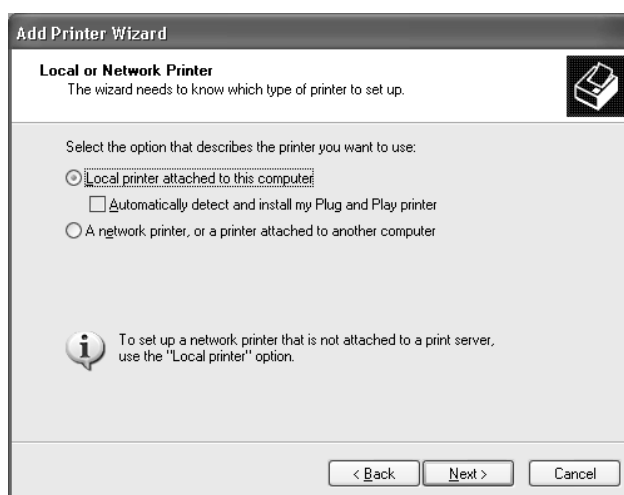 Add Printer Wizard
Local or Network Printer
The wizard needs to know which type of printer to set up.
Select the option that describes the printer you want to use:
Local printer attached to this computer
Automatically detect and install my Plug and Play printer
A network printer, or a printer attached to another computer
To set up a network printer that is not attached to a print server,
use the "Local printer" option.
< Back Next > Cancel